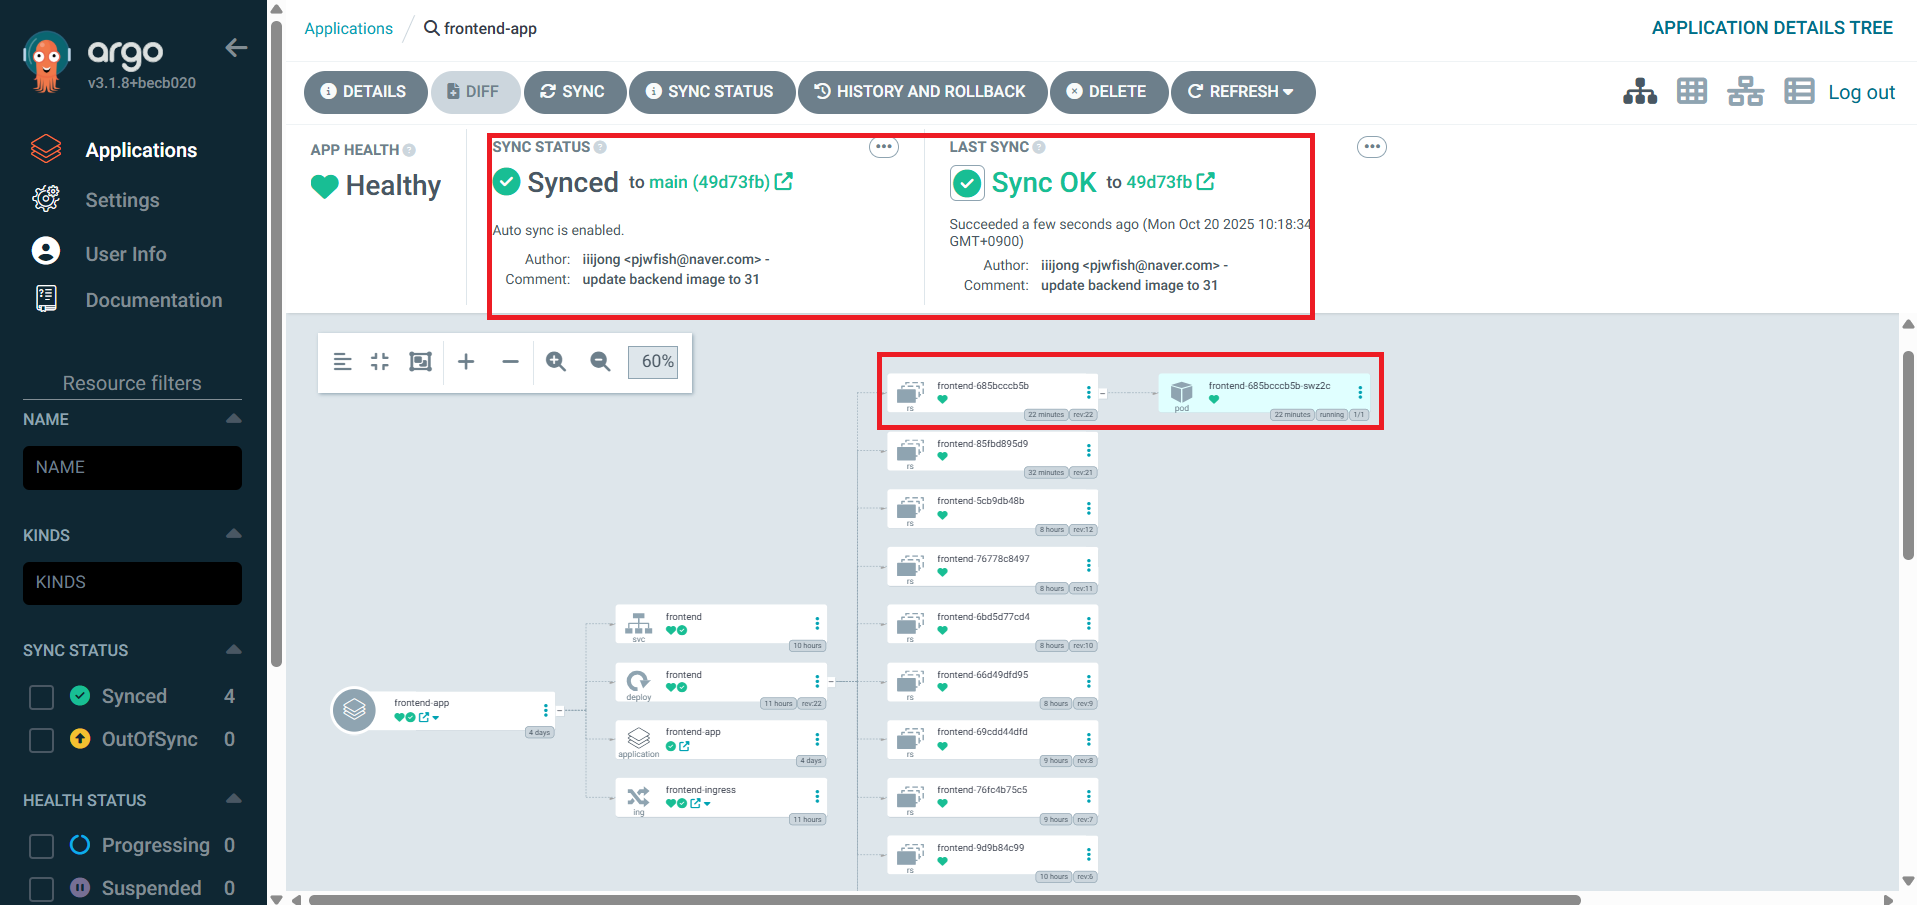 argo
v3.1.8+becb020
Applications
Settings
User Info
Documentation
Resource filters
NAME
NAME
KINDS
KINDS
SYNC STATUS
Synced 4
OutOfSync 0
HEALTH STATUS
Progressing 0
Suspended 0
Applications / frontend-app
APPLICATION DETAILS TREE
DETAILS
DIFF
SYNC
SYNC STATUS
HISTORY AND ROLLBACK
DELETE
REFRESH
Log out
APP HEALTH
Healthy
SYNC STATUS
Synced to main (49d73fb)
Auto sync is enabled.
Author: iiijong <pjwfish@naver.com> -
Comment: update backend image to 31
LAST SYNC
Sync OK to 49d73fb
Succeeded a few seconds ago (Mon Oct 20 2025 10:18:34
GMT+0900)
Author: iiijong <pjwfish@naver.com> -
Comment: update backend image to 31
60%
frontend-app
4 days
frontend
svc
10 hours
frontend
deploy
11 hours rev:22
frontend-app
application
4 days
frontend-ingress
ing
11 hours
frontend-685bcccb5b
rs
22 minutes rev:22
frontend-685bcccb5b-swz2c
pod
22 minutes running 1/1
frontend-85fbd895d9
rs
32 minutes rev:21
frontend-5cb9db48b
rs
8 hours rev:12
frontend-76778c8497
rs
8 hours rev:11
frontend-6bd5d77cd4
rs
8 hours rev:10
frontend-66d49dfd95
rs
8 hours rev:9
frontend-69cdd44dfd
rs
9 hours rev:8
frontend-76fc4b75c5
rs
9 hours rev:7
frontend-9d9b84c99
rs
10 hours rev:6